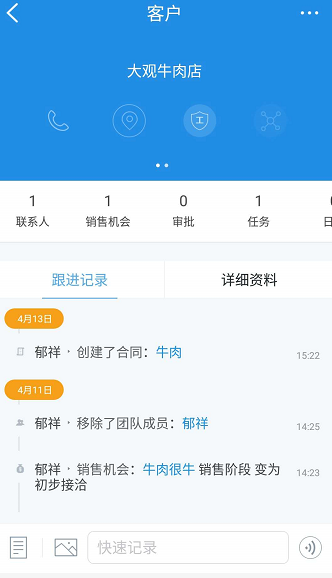 客户
大观牛肉店
1 1 0 1
联系人 销售机会 审批 任务 日
跟进记录 详细资料
4月13日
郁祥 · 创建了合同：牛肉 15:22
4月11日
郁祥 · 移除了团队成员：郁祥 14:25
郁祥 · 销售机会：牛肉很牛 销售阶段 变为 14:23
初步接洽
快速记录